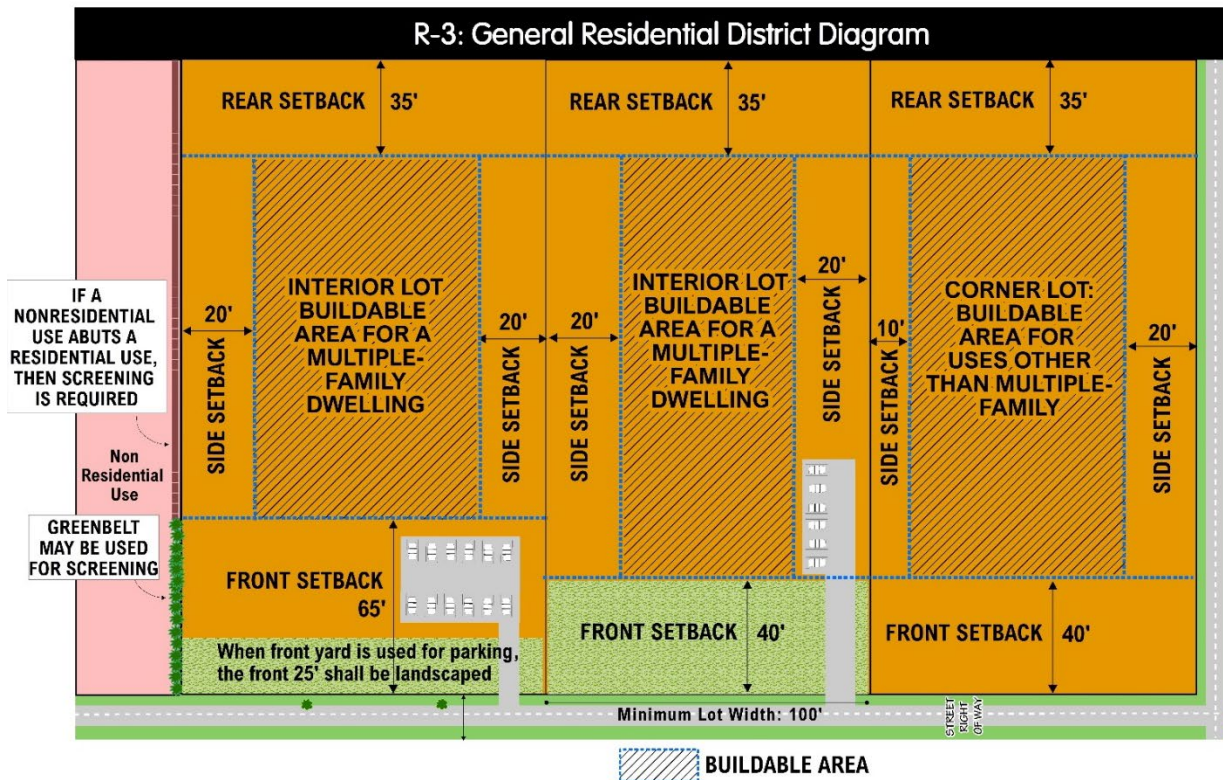 R-3: General Residential District Diagram
REAR SETBACK
35'
REAR SETBACK
35'
REAR SETBACK
35'
IF A
NONRESIDENTIAL
USE ABUTS A
RESIDENTIAL USE,
THEN SCREENING
IS REQUIRED
Non
Residential
Use
GREENBELT
MAY BE USED
FOR SCREENING
20'
SIDE SETBACK
INTERIOR LOT
BUILDABLE
AREA FOR A
MULTIPLE-
FAMILY
DWELLING
20'
SIDE SETBACK
20'
SIDE SETBACK
INTERIOR LOT
BUILDABLE
AREA FOR A
MULTIPLE-
FAMILY
DWELLING
20'
SIDE SETBACK
10'
SIDE SETBACK
CORNER LOT:
BUILDABLE
AREA FOR
USES OTHER
THAN MULTIPLE-
FAMILY
20'
SIDE SETBACK
FRONT SETBACK
65'
When front yard is used for parking,
the front 25' shall be landscaped
FRONT SETBACK
40'
FRONT SETBACK
40'
Minimum Lot Width: 100'
STREET
RIGHT
OF WAY
BUILDABLE AREA